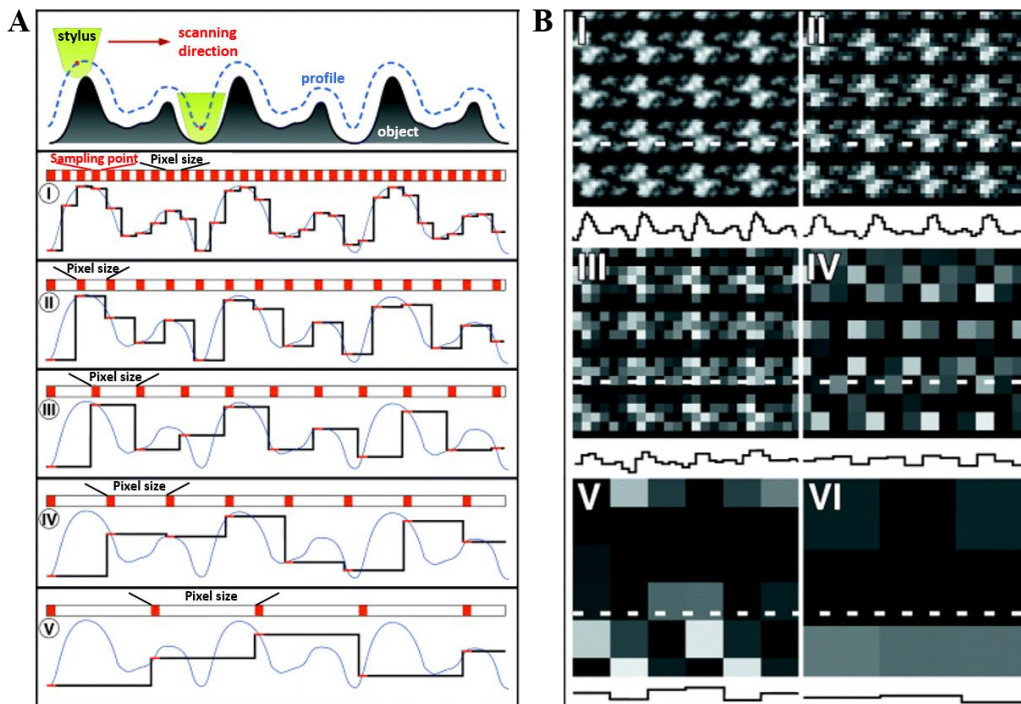 A
stylus
scanning
direction
profile
object
Sampling point
Pixel size
I
Pixel size
II
Pixel size
III
Pixel size
IV
Pixel size
V
B
I
II
III
IV
V
VI